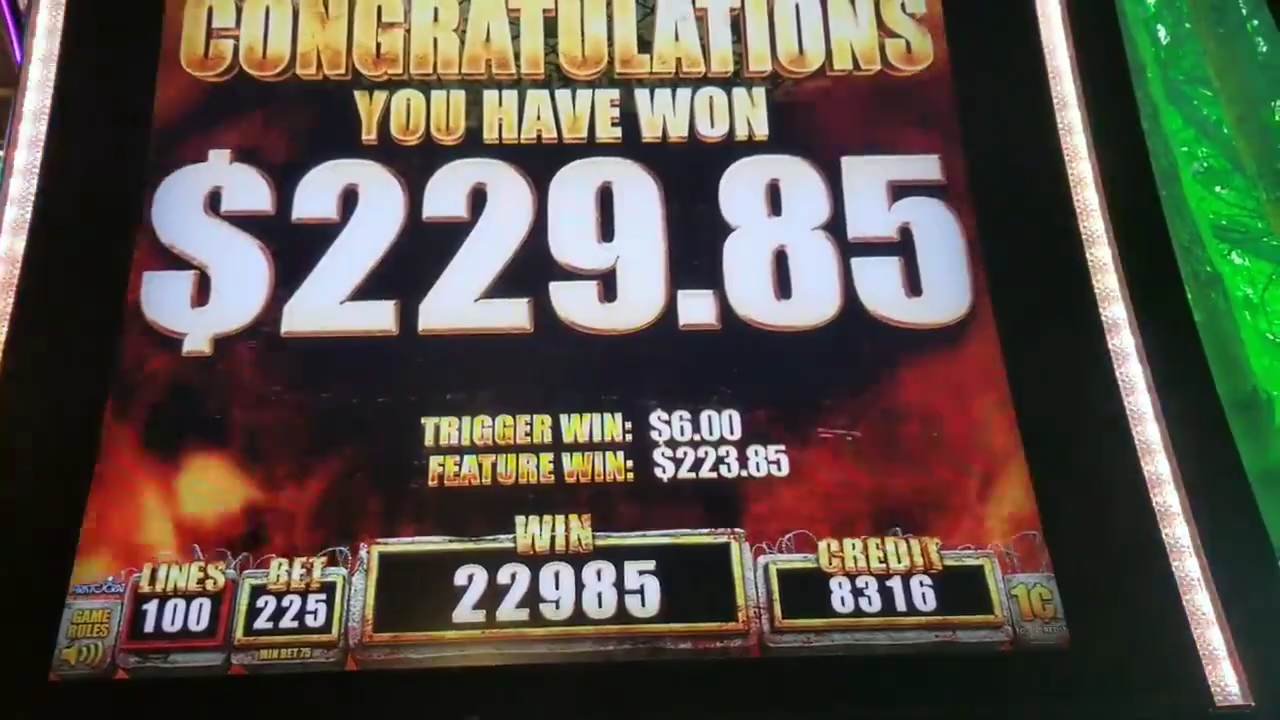 CONGRATULATIONS
YOU HAVE WON
$229.85
TRIGGER WIN: $6.00
FEATURE WIN: $223.85
WIN
22985
LINES
100
BET
225
MIN BET 75
CREDIT
8316
GAME
RULES
1C